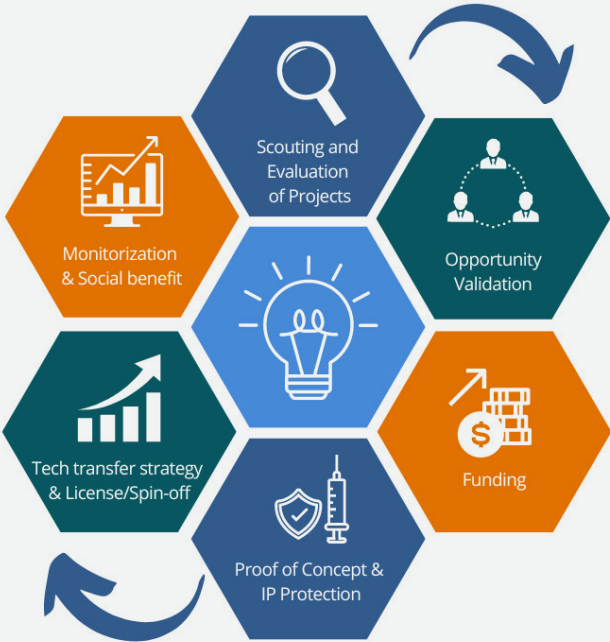 Scouting and
Evaluation
of Projects
Opportunity
Validation
$
Funding
Proof of Concept &
IP Protection
Tech transfer strategy
& License/Spin-off
Monitorization
& Social benefit